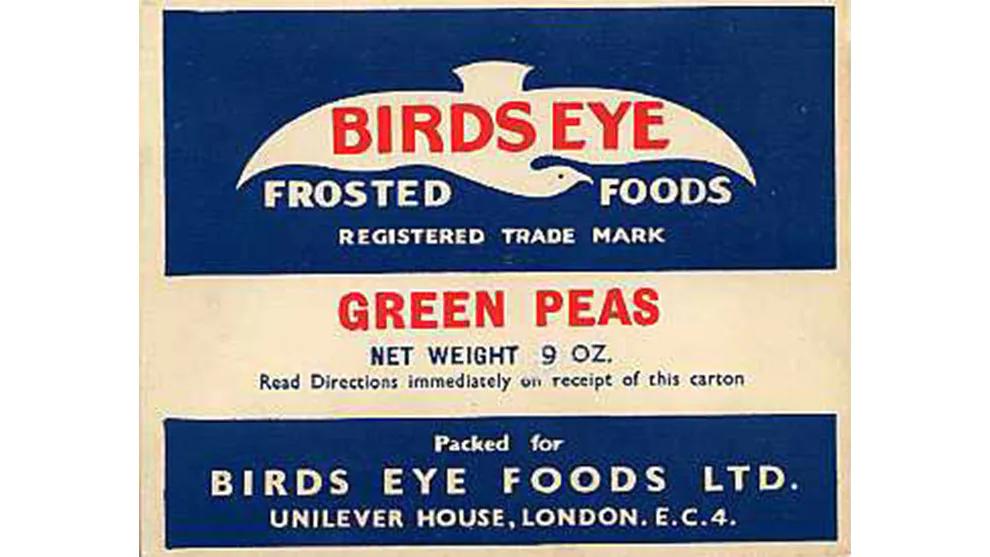 BIRDS EYE
FROSTED FOODS
REGISTERED TRADE MARK
GREEN PEAS
NET WEIGHT 9 OZ.
Read Directions immediately on receipt of this carton
Packed for
BIRDS EYE FOODS LTD.
UNILEVER HOUSE, LONDON. E.C.4.